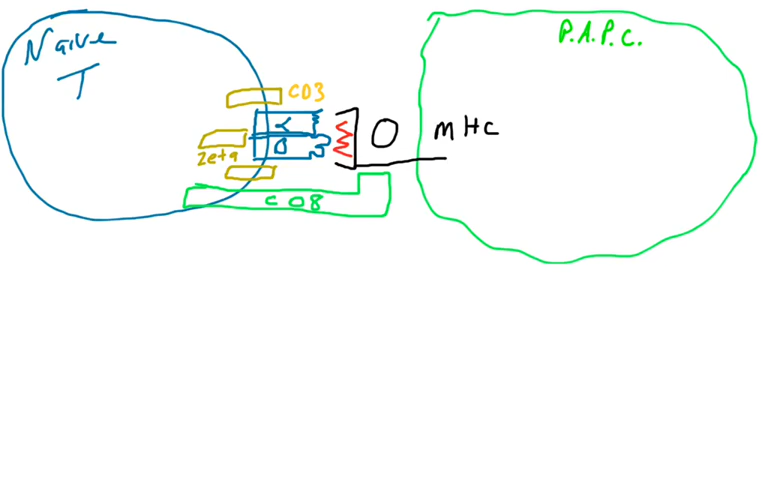 Naive
T
P.A.P.C.
CD3
α
β
zeta
MHC
CD8